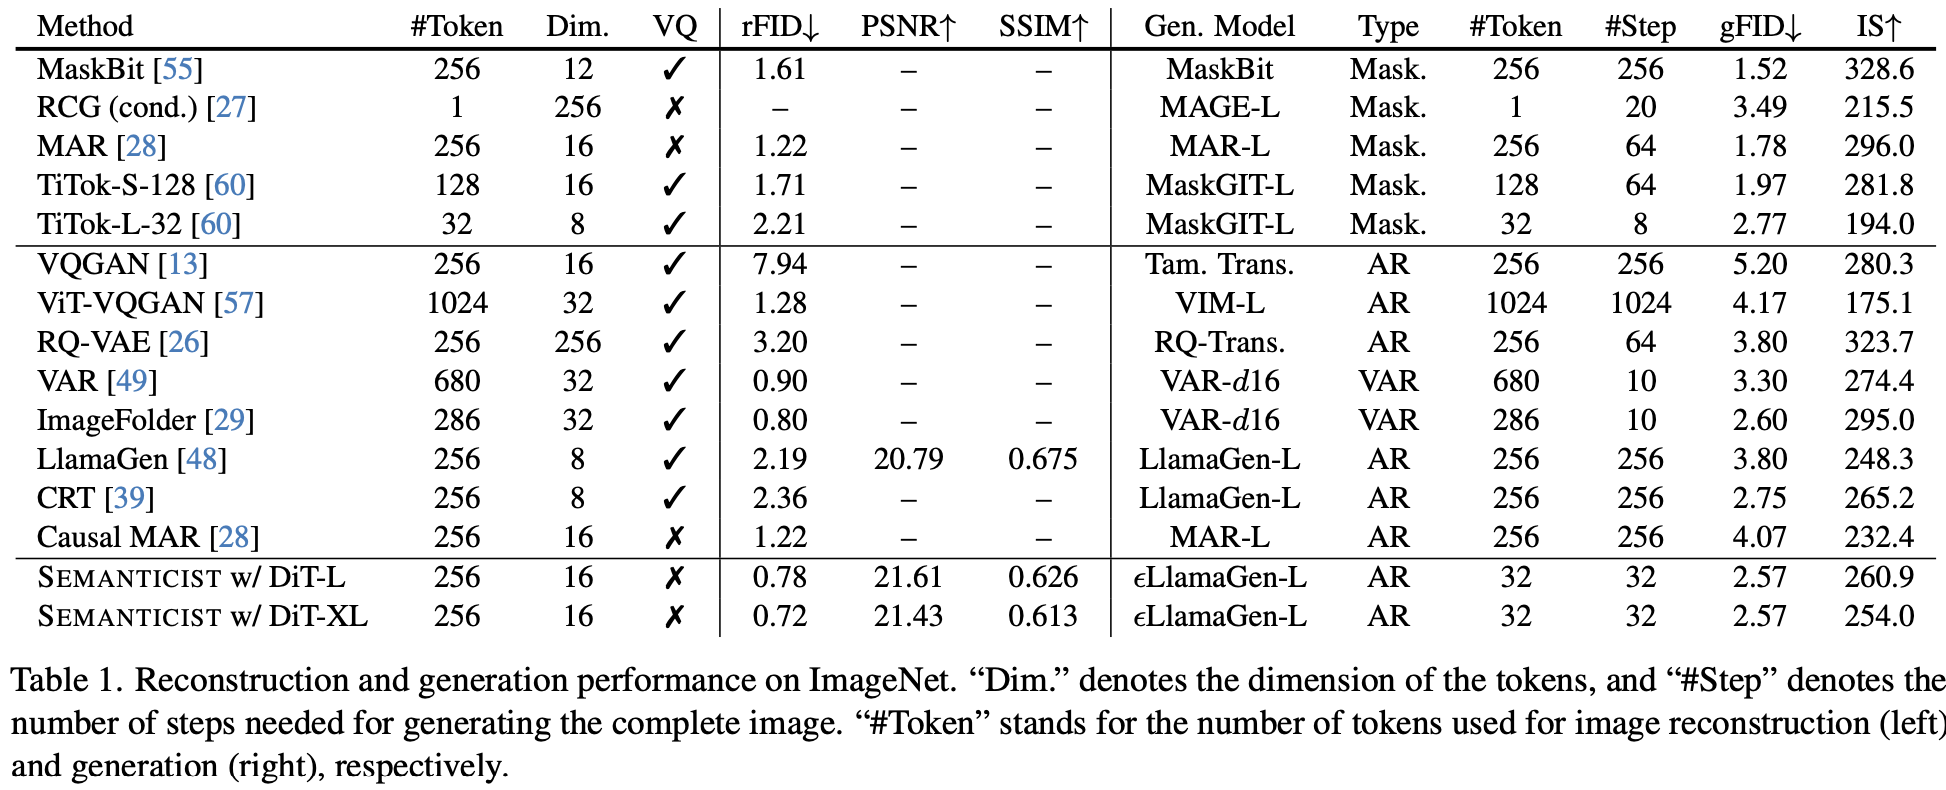 Method #Token Dim. VQ rFID↓ PSNR↑ SSIM↑ Gen. Model Type #Token #Step gFID↓ IS↑
MaskBit [55] 256 12 ✓ 1.61 – – MaskBit Mask. 256 256 1.52 328.6
RCG (cond.) [27] 1 256 ✗ – – – MAGE-L Mask. 1 20 3.49 215.5
MAR [28] 256 16 ✗ 1.22 – – MAR-L Mask. 256 64 1.78 296.0
TiTok-S-128 [60] 128 16 ✓ 1.71 – – MaskGIT-L Mask. 128 64 1.97 281.8
TiTok-L-32 [60] 32 8 ✓ 2.21 – – MaskGIT-L Mask. 32 8 2.77 194.0
VQGAN [13] 256 16 ✓ 7.94 – – Tam. Trans. AR 256 256 5.20 280.3
ViT-VQGAN [57] 1024 32 ✓ 1.28 – – VIM-L AR 1024 1024 4.17 175.1
RQ-VAE [26] 256 256 ✓ 3.20 – – RQ-Trans. AR 256 64 3.80 323.7
VAR [49] 680 32 ✓ 0.90 – – VAR-d16 VAR 680 10 3.30 274.4
ImageFolder [29] 286 32 ✓ 0.80 – – VAR-d16 VAR 286 10 2.60 295.0
LlamaGen [48] 256 8 ✓ 2.19 20.79 0.675 LlamaGen-L AR 256 256 3.80 248.3
CRT [39] 256 8 ✓ 2.36 – – LlamaGen-L AR 256 256 2.75 265.2
Causal MAR [28] 256 16 ✗ 1.22 – – MAR-L AR 256 256 4.07 232.4
SEMANTICIST w/ DiT-L 256 16 ✗ 0.78 21.61 0.626 ϵLlamaGen-L AR 32 32 2.57 260.9
SEMANTICIST w/ DiT-XL 256 16 ✗ 0.72 21.43 0.613 ϵLlamaGen-L AR 32 32 2.57 254.0
Table 1. Reconstruction and generation performance on ImageNet. “Dim.” denotes the dimension of the tokens, and “#Step” denotes the
number of steps needed for generating the complete image. “#Token” stands for the number of tokens used for image reconstruction (left)
and generation (right), respectively.